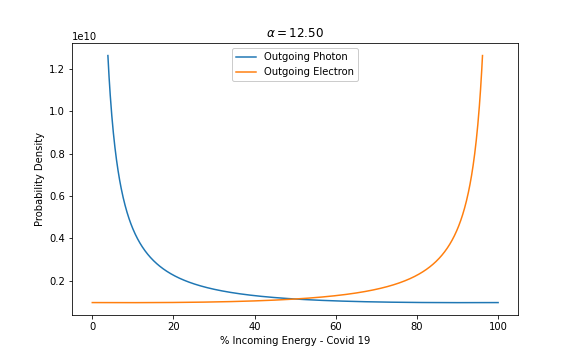 α = 12.50
1e10
Outgoing Photon
Outgoing Electron
1.2
1.0
0.8
0.6
0.4
0.2
Probability Density
0 20 40 60 80 100
% Incoming Energy - Covid 19